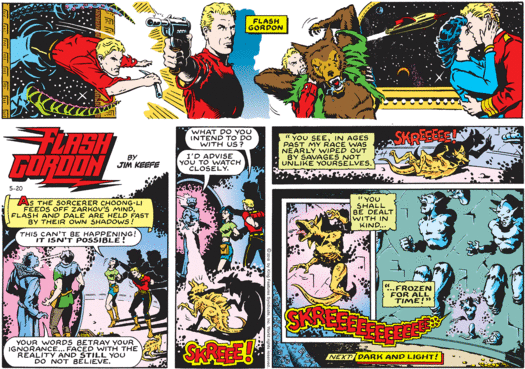 FLASH
GORDON
FLASH
GORDON
BY
JIM KEEFE
5-20
AS THE SORCERER CHOONG-LI
FEEDS OFF ZARKOV'S MIND,
FLASH AND DALE ARE HELD FAST
BY THEIR OWN SHADOWS!
THIS CAN'T BE HAPPENING!
IT ISN'T POSSIBLE!
YOUR WORDS BETRAY YOUR
IGNORANCE... FACED WITH THE
REALITY AND STILL YOU
DO NOT BELIEVE.
WHAT DO YOU
INTEND TO DO
WITH US?
I'D ADVISE
YOU TO WATCH
CLOSELY.
SKREEE!
"YOU SEE, IN AGES
PAST MY RACE WAS
NEARLY WIPED OUT
BY SAVAGES NOT
UNLIKE YOURSELVES.
SKREEEE!
"YOU
SHALL
BE DEALT
WITH IN
KIND...
SKREEEEEEEEEEEE
"...FROZEN
FOR ALL
TIME!"
NEXT: DARK AND LIGHT!